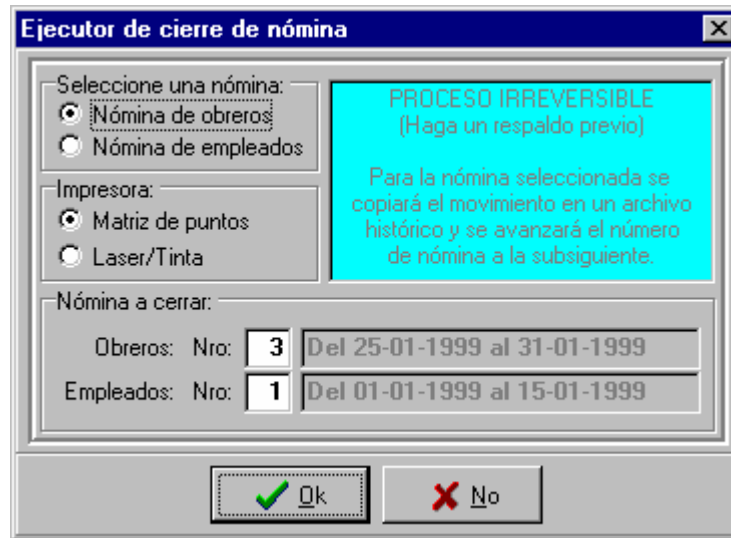 Ejecutor de cierre de nómina
Seleccione una nómina:
Nómina de obreros
Nómina de empleados
PROCESO IRREVERSIBLE
(Haga un respaldo previo)
Para la nómina seleccionada se
copiará el movimiento en un archivo
histórico y se avanzará el número
de nómina a la subsiguiente.
Impresora:
Matriz de puntos
Laser/Tinta
Nómina a cerrar:
Obreros: Nro: 3 Del 25-01-1999 al 31-01-1999
Empleados: Nro: 1 Del 01-01-1999 al 15-01-1999
Ok No